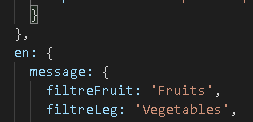 }
},
en: {
message: {
filtreFruit: 'Fruits',
filtreLeg: 'Vegetables',